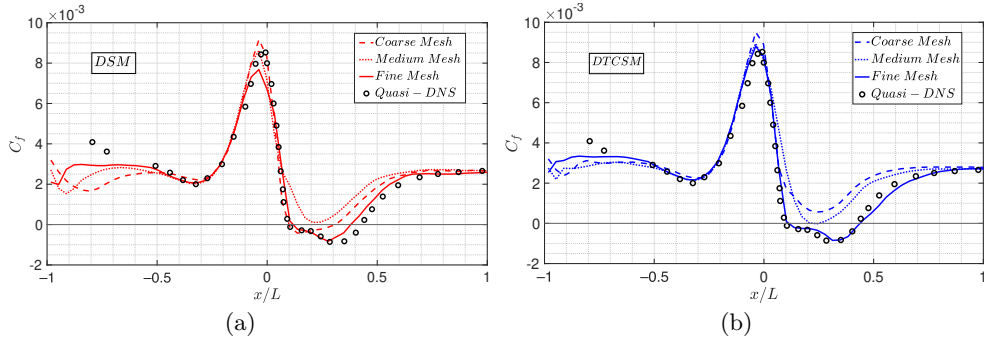 ×10⁻³
10
8
6
4
2
0
-2
C_f
DSM
Coarse Mesh
Medium Mesh
Fine Mesh
Quasi − DNS
-1
-0.5
0
0.5
1
x/L
(a)
×10⁻³
10
8
6
4
2
0
-2
C_f
DTCSM
Coarse Mesh
Medium Mesh
Fine Mesh
Quasi − DNS
-1
-0.5
0
0.5
1
x/L
(b)